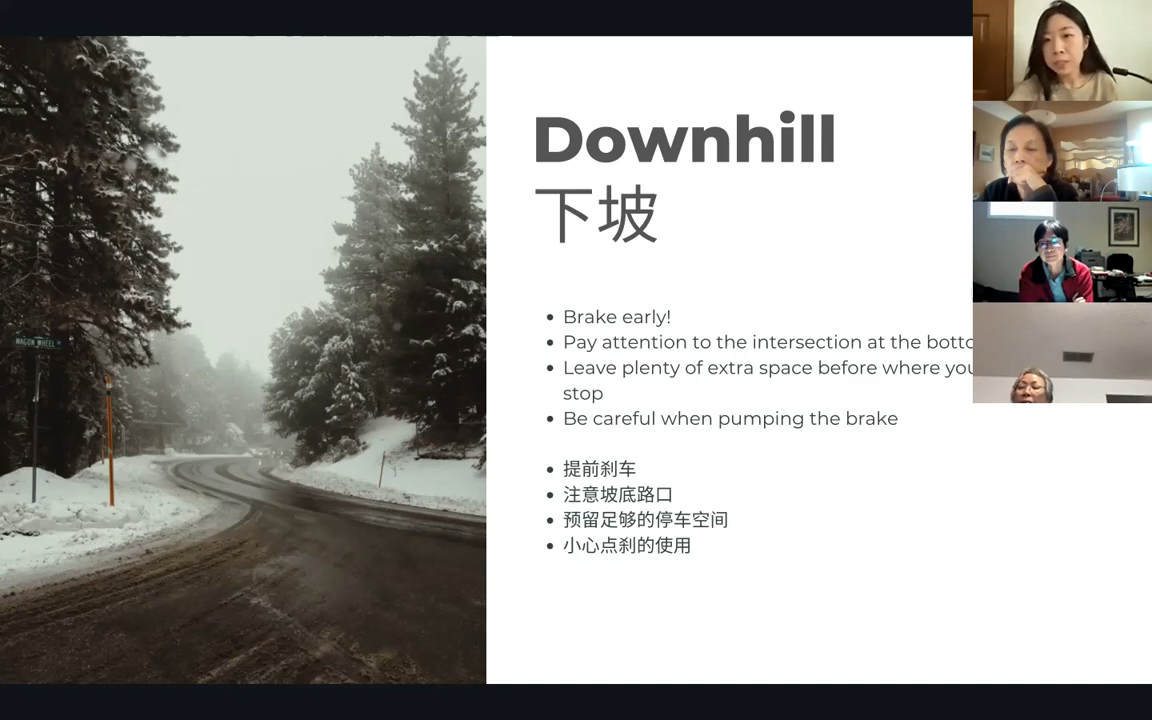 Downhill
下坡
Brake early!
Pay attention to the intersection at the
Leave plenty of extra space before where you
stop
Be careful when pumping the brake
提前刹车
注意坡底路口
预留足够的停车空间
小心点刹的使用
WAGON WHEEL